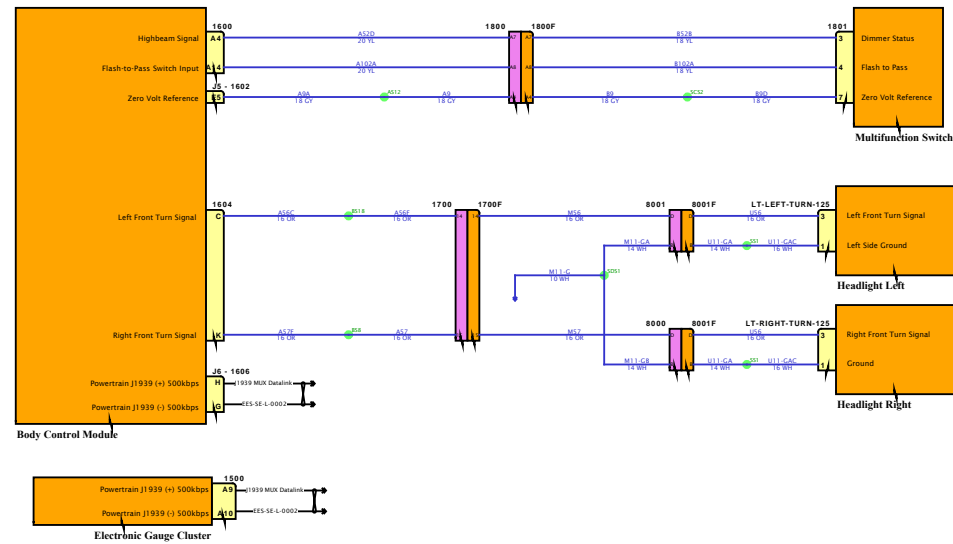 1600
1800
1800F
1801
Highbeam Signal
A4
A52D
20 YL
A7
A7
B52B
18 YL
3
Dimmer Status
Flash-to-Pass Switch Input
A14
A102A
20 YL
A8
A8
B102A
18 YL
4
Flash to Pass
J5 - 1602
Zero Volt Reference
E5
A9A
18 GY
AS12
A9
18 GY
B9
18 GY
SCS2
B9D
18 GY
7
Zero Volt Reference
Multifunction Switch
1604
1700
1700F
8001
8001F
LT-LEFT-TURN-125
Left Front Turn Signal
C
A56C
16 OR
BS18
A56F
16 OR
14
14
M56
16 OR
D
D
U56
16 OR
3
Left Front Turn Signal
M11-GA
14 WH
U11-GA
14 WH
SS1
U11-GAC
16 WH
1
Left Side Ground
M11-G
10 WH
SDS1
Headlight Left
8000
8001F
LT-RIGHT-TURN-125
Right Front Turn Signal
K
A57F
16 OR
BS8
A57
16 OR
M57
16 OR
D
D
U56
16 OR
3
Right Front Turn Signal
M11-GB
14 WH
U11-GA
14 WH
SS1
U11-GAC
16 WH
1
Ground
Headlight Right
J6 - 1606
Powertrain J1939 (+) 500kbps
H
J1939 MUX Datalink
Powertrain J1939 (-) 500kbps
G
EES-SE-L-0002
Body Control Module
1500
Powertrain J1939 (+) 500kbps
A9
J1939 MUX Datalink
Powertrain J1939 (-) 500kbps
A10
EES-SE-L-0002
Electronic Gauge Cluster